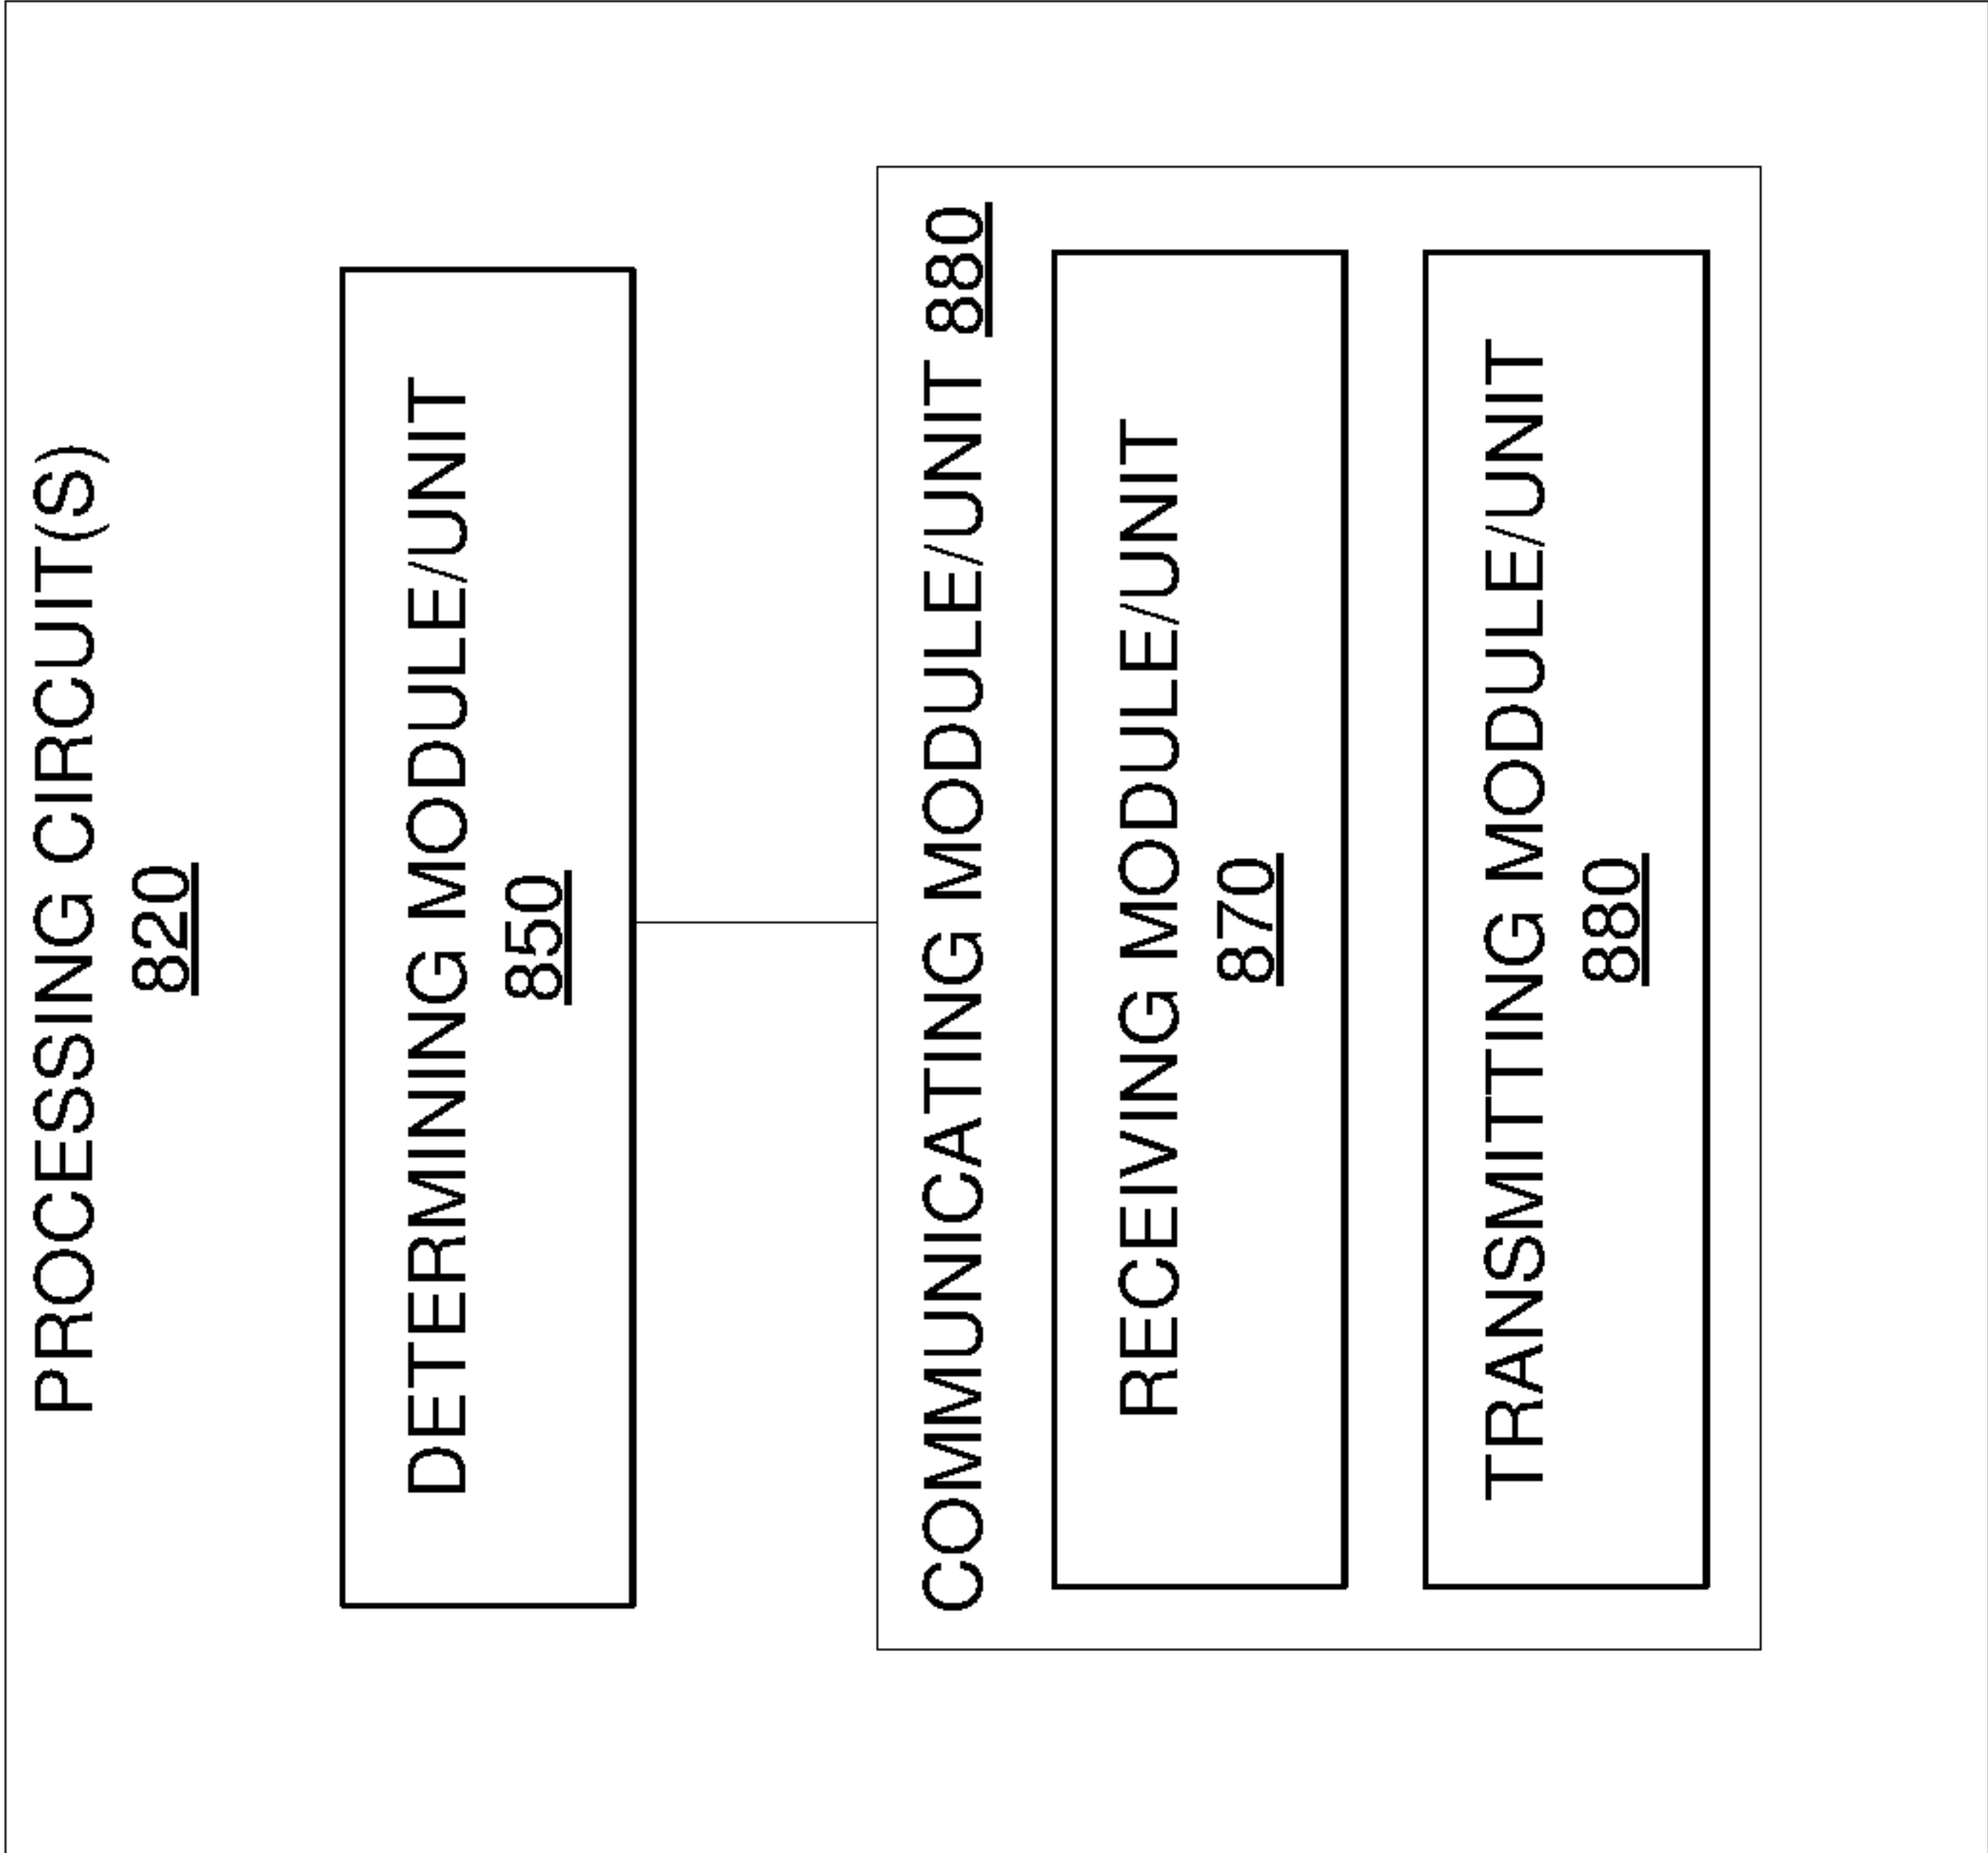 PROCESSING CIRCUIT(S)
820
DETERMINING MODULE/UNIT
850
COMMUNICATING MODULE/UNIT 880
RECEIVING MODULE/UNIT
870
TRANSMITTING MODULE/UNIT
880